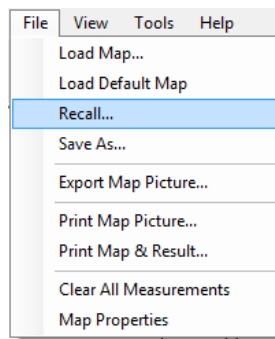 File View Tools Help
Load Map...
Load Default Map
Recall...
Save As...
Export Map Picture...
Print Map Picture...
Print Map & Result...
Clear All Measurements
Map Properties